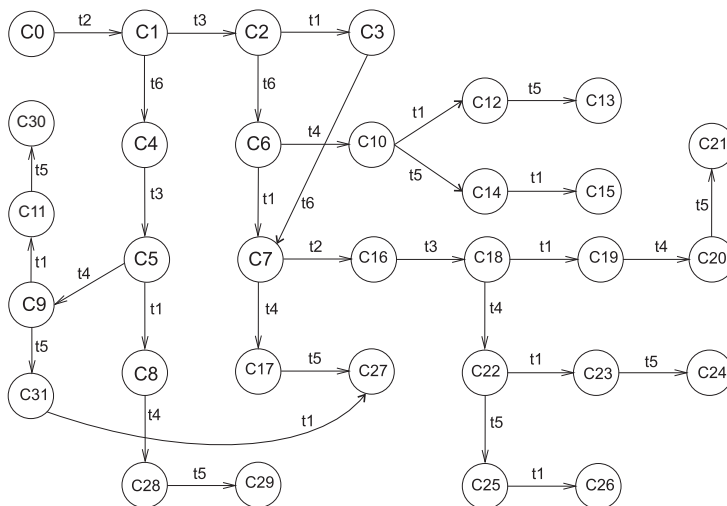 C0 t2 C1 t3 C2 t1 C3
t6 t6
C30 C4 C6 t4 C10 t1 C12 t5 C13 C21
t5 t3 t1 t5 C14 t1 C15 t5
C11 t6
t1 C5 C7 t2 C16 t3 C18 t1 C19 t4 C20
C9 t4 t1 t4 t4
t5
C31 C8 C17 t5 C27 C22 t1 C23 t5 C24
t4 t1 t5
C28 t5 C29 C25 t1 C26